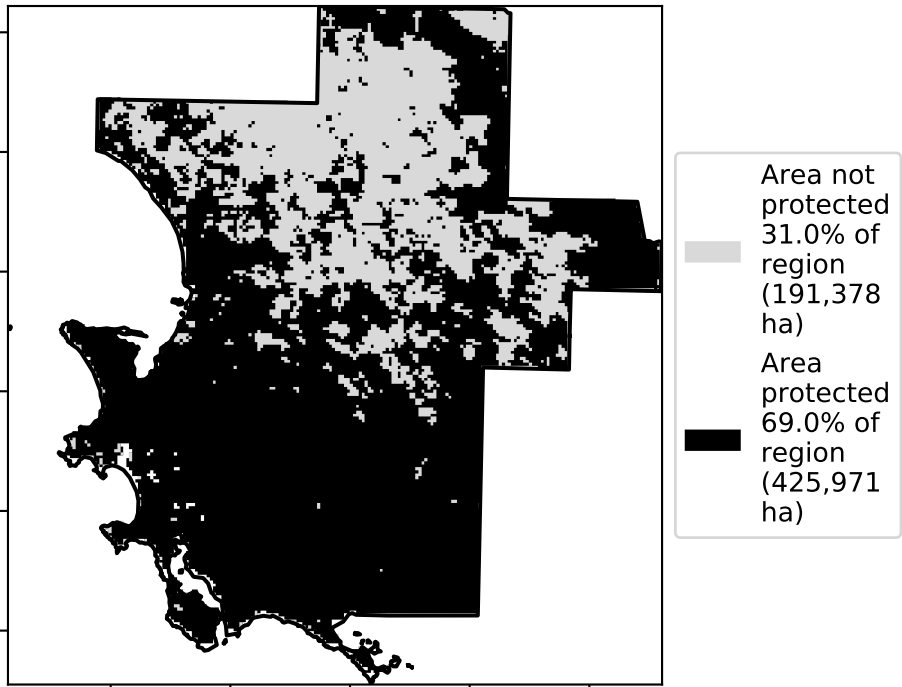 Area not
protected
31.0% of
region
(191,378
ha)
Area
protected
69.0% of
region
(425,971
ha)